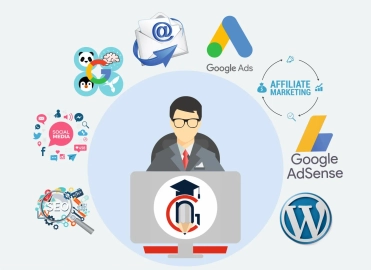 @
Google Ads
G
AFFILIATE
MARKETING
SOCIAL
MEDIA
Google
AdSense
SEO
W